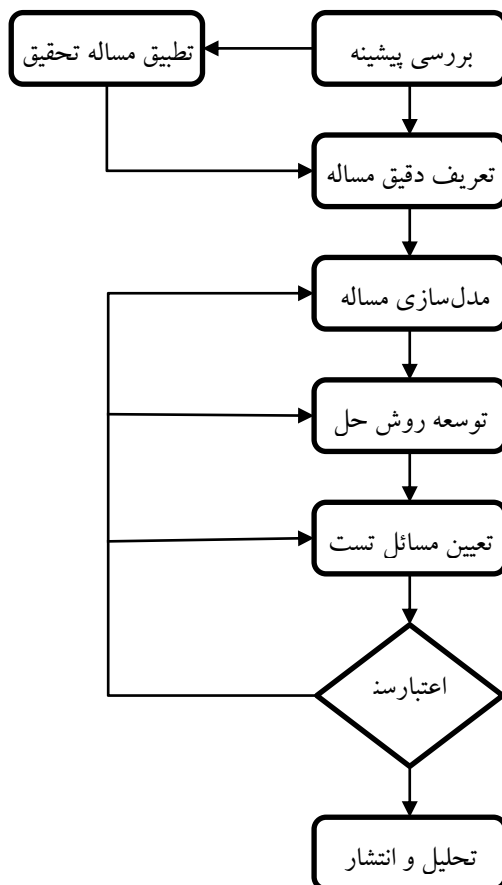 بررسی پیشینه
تطبیق مساله تحقیق
تعریف دقیق مساله
مدل‌سازی مساله
توسعه روش حل
تعیین مسائل تست
اعتبارسن
تحلیل و انتشار